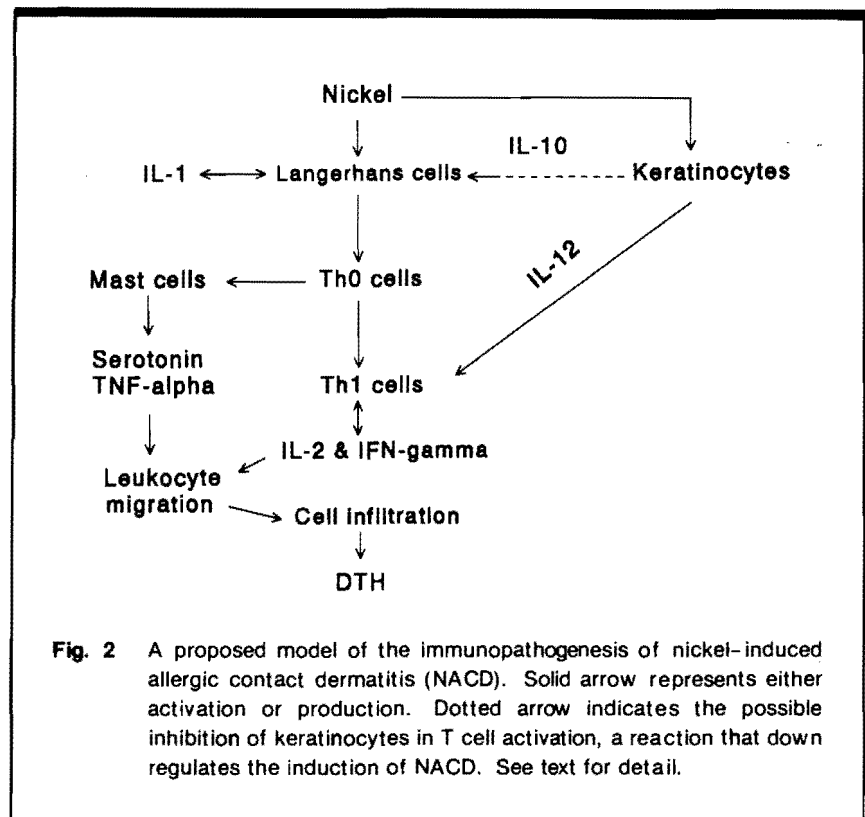 Nickel
IL-10
IL-1
Langerhans cells
Keratinocytes
IL-12
Mast cells
Th0 cells
Serotonin
TNF-alpha
Th1 cells
IL-2 & IFN-gamma
Leukocyte
migration
Cell infiltration
DTH
Fig. 2 A proposed model of the immunopathogenesis of nickel-induced
allergic contact dermatitis (NACD). Solid arrow represents either
activation or production. Dotted arrow indicates the possible
inhibition of keratinocytes in T cell activation, a reaction that down
regulates the induction of NACD. See text for detail.